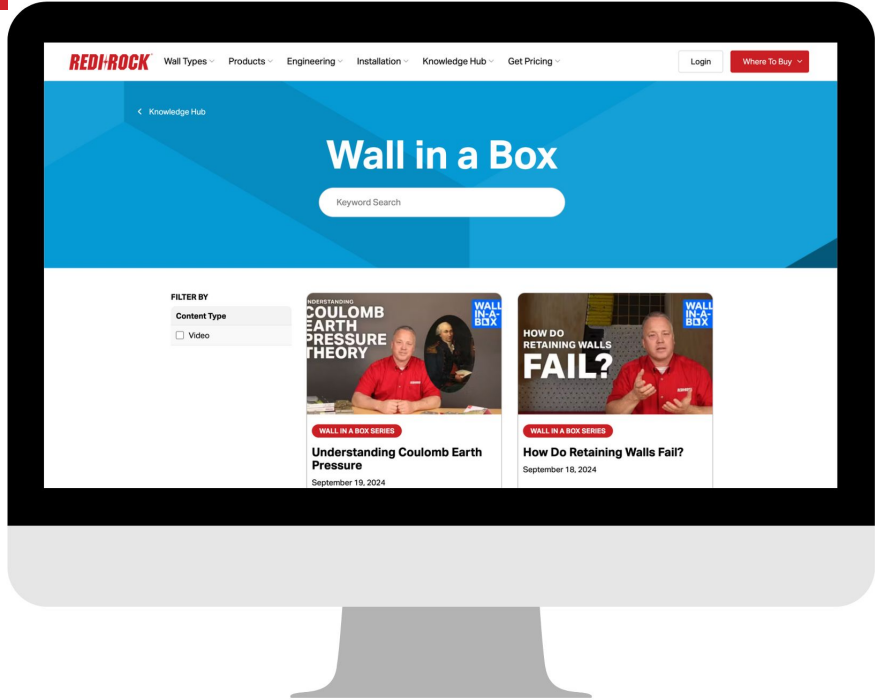 REDI-ROCK
Wall Types
Products
Engineering
Installation
Knowledge Hub
Get Pricing
Login
Where To Buy
Knowledge Hub
Wall in a Box
Keyword Search
FILTER BY
Content Type
Video
NDERSTANDING
COULOMB
EARTH
PRESSURE
THEORY
WALL
IN-A-
BOX
HOW DO
RETAINING WALLS
FAIL?
WALL
IN-A-
BOX
WALL IN A BOX SERIES
Understanding Coulomb Earth
Pressure
September 19, 2024
WALL IN A BOX SERIES
How Do Retaining Walls Fail?
September 18, 2024